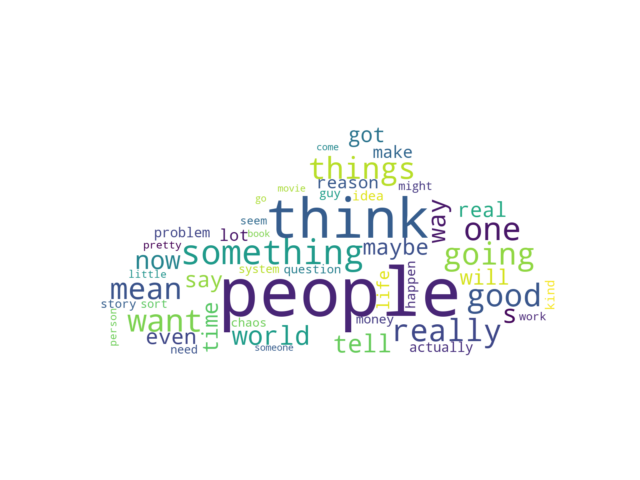 got
come
make
things
reason
might
movie
guy
idea
go
think
way
real
seem
book
one
problem
lot
something
maybe
going
pretty
now
system
question
little
say
life
happen
will
kind
mean
people
good
story
sort
want
time
chaos
money
really
s
work
person
even
world
tell
need
someone
actually